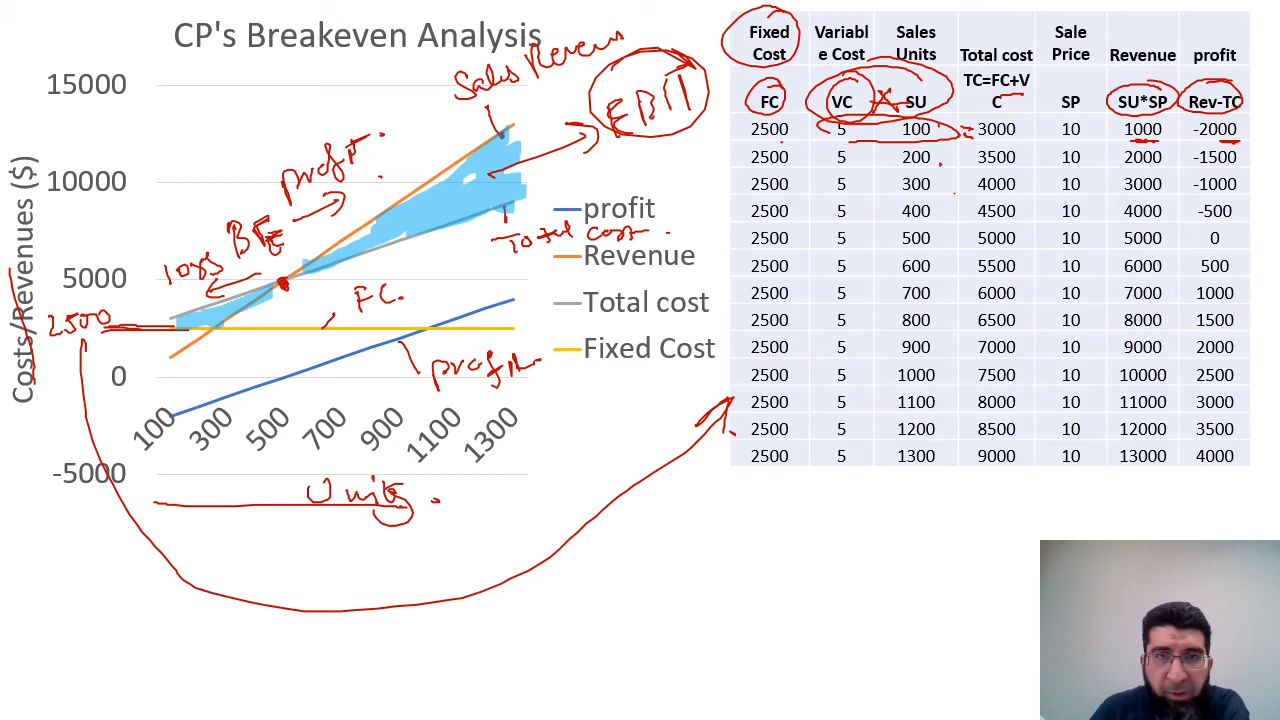 CP's Breakeven Analysis
Sales Revenue
EBIT
15000
10000
5000
2500
0
-5000
Costs/Revenues ($)
profit
loss
BE
Total cost
FC
profit
profit
Revenue
Total cost
Fixed Cost
100 300 500 700 900 1100 1300
Units
Fixed Cost Variable Cost Sales Units Total cost Sale Price Revenue profit
FC VC X SU TC=FC+VC SP SU*SP Rev-TC
2500 5 100 = 3000 10 1000 -2000
2500 5 200 3500 10 2000 -1500
2500 5 300 4000 10 3000 -1000
2500 5 400 4500 10 4000 -500
2500 5 500 5000 10 5000 0
2500 5 600 5500 10 6000 500
2500 5 700 6000 10 7000 1000
2500 5 800 6500 10 8000 1500
2500 5 900 7000 10 9000 2000
2500 5 1000 7500 10 10000 2500
2500 5 1100 8000 10 11000 3000
2500 5 1200 8500 10 12000 3500
2500 5 1300 9000 10 13000 4000